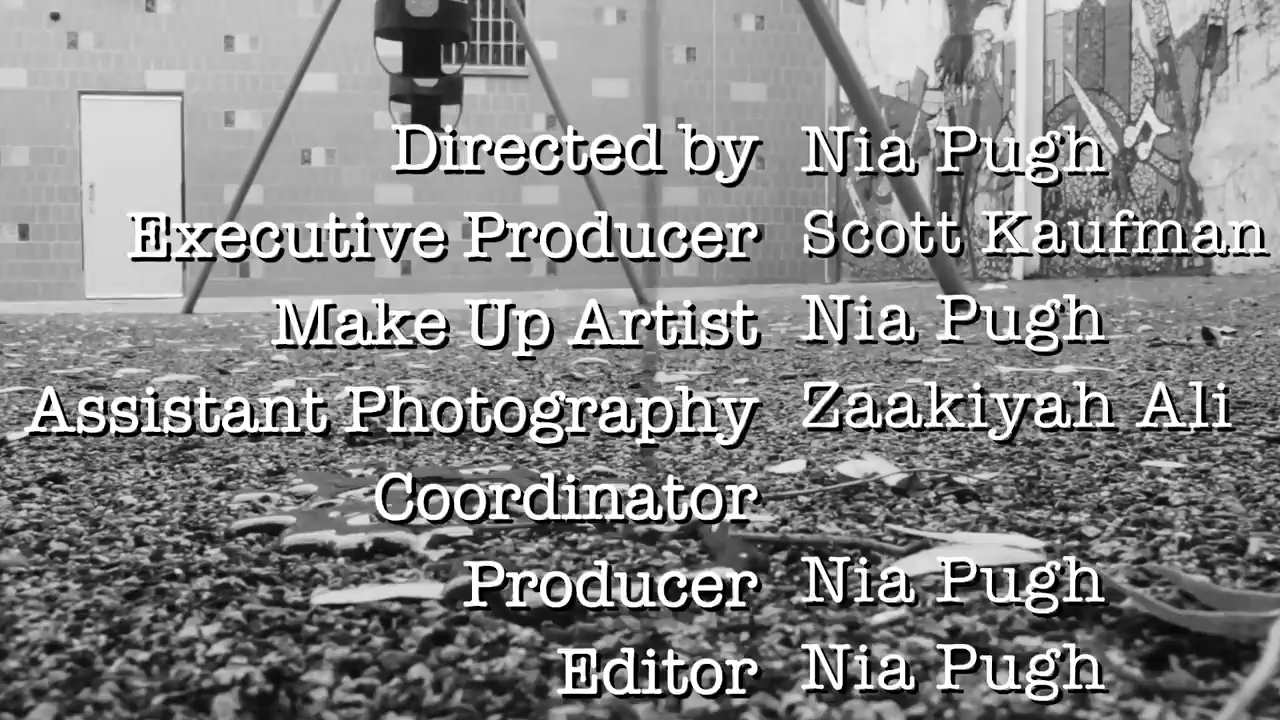 Directed by Nia Pugh
Executive Producer Scott Kaufman
Make Up Artist Nia Pugh
Assistant Photography Zaakiyah Ali
Coordinator
Producer Nia Pugh
Editor Nia Pugh